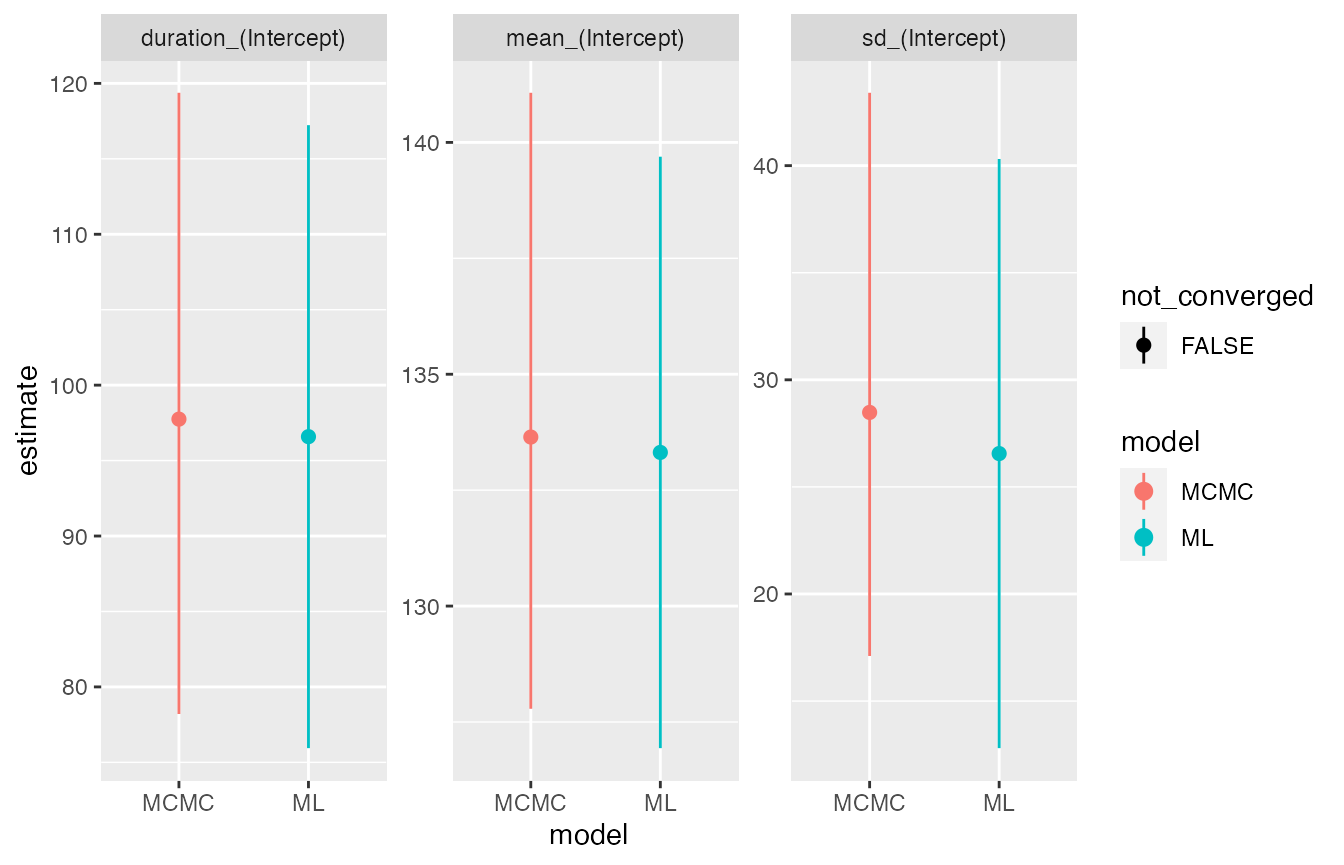 duration_(Intercept)
mean_(Intercept)
sd_(Intercept)
estimate
120
110
100
90
80
140
135
130
40
30
20
MCMC
ML
MCMC
ML
MCMC
ML
model
not_converged
FALSE
model
MCMC
ML